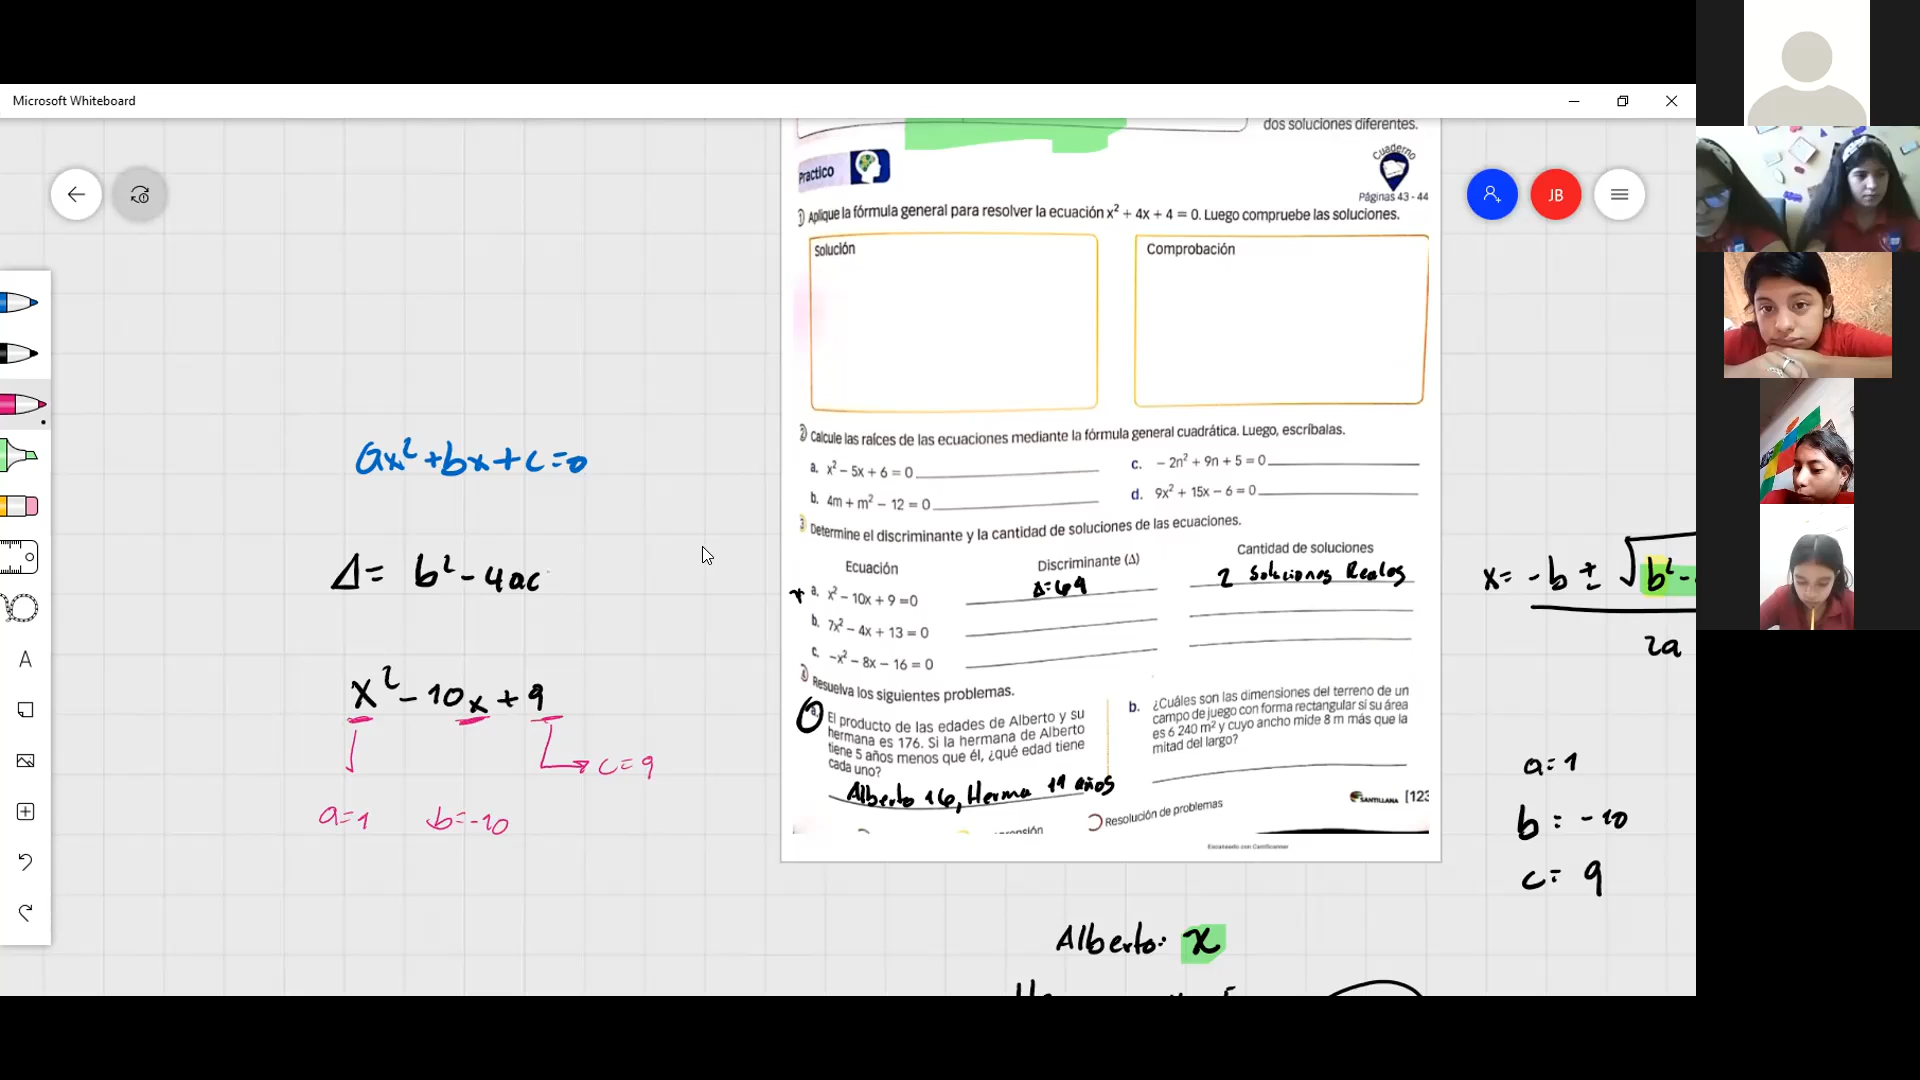 Microsoft Whiteboard
dos soluciones diferentes.
Practico
Cuaderno
Páginas 43 - 44
JB
1 Aplique la fórmula general para resolver la ecuación x² + 4x + 4 = 0. Luego compruebe las soluciones.
Solución
Comprobación
2 Calcule las raíces de las ecuaciones mediante la fórmula general cuadrática. Luego, escríbalas.
a. x² – 5x + 6 = 0
c. – 2n² + 9n + 5 = 0
b. 4m + m² – 12 = 0
d. 9x² + 15x – 6 = 0
3 Determine el discriminante y la cantidad de soluciones de las ecuaciones.
Ecuación
Discriminante (Δ)
Cantidad de soluciones
a. x² – 10x + 9 =0
Δ=64
2 Soluciones Reales
b. 7x² – 4x + 13 = 0
c. –x² – 8x – 16 = 0
Resuelva los siguientes problemas.
a. El producto de las edades de Alberto y su
hermana es 176. Si la hermana de Alberto
tiene 5 años menos que él, ¿qué edad tiene
cada uno?
Alberto 16, Herma 11 años
b. ¿Cuáles son las dimensiones del terreno de un
campo de juego con forma rectangular si su área
es 6 240 m² y cuyo ancho mide 8 m más que la
mitad del largo?
SANTILLANA
[123
Resolución de problemas
Escaneado con CamScanner
ax²+bx+c=0
Δ= b²-4ac
x²-10x+9
c=9
a=1 b=-10
x= -b ± √b²-
2a
a=1
b = -10
c= 9
Alberto: x
A